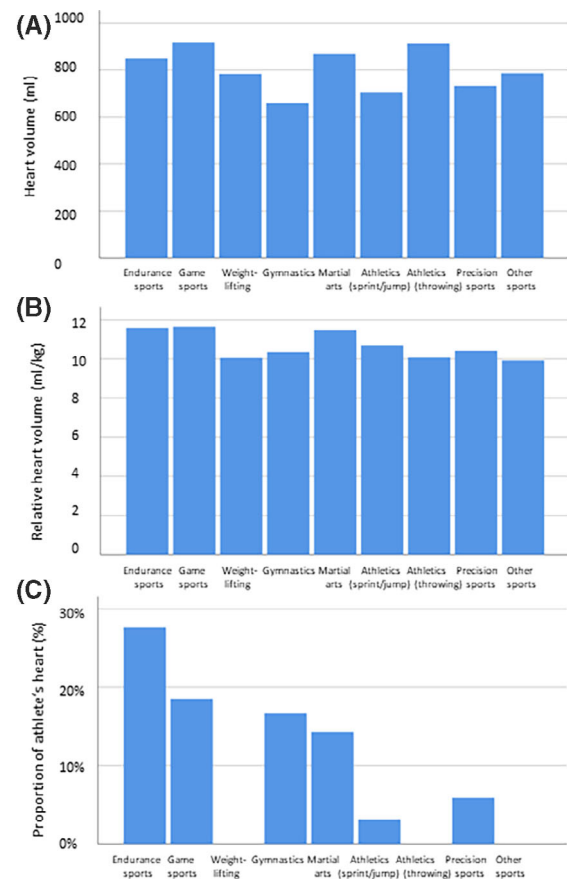 (A)
Heart volume (ml)
1000
800
600
400
200
0
Endurance Game Weight- Gymnastics Martial Athletics Athletics Precision Other
sports sports lifting arts (sprint/jump) (throwing) sports sports
(B)
Relative heart volume (ml/kg)
12
10
8
6
4
2
0
Endurance Game Weight- Gymnastics Martial Athletics Athletics Precision Other
sports sports lifting arts (sprint/jump) (throwing) sports sports
(C)
Proportion of athlete's heart (%)
30%
20%
10%
0%
Endurance Game Weight- Gymnastics Martial Athletics Athletics Precision Other
sports sports lifting arts (sprint/jump) (throwing) sports sports